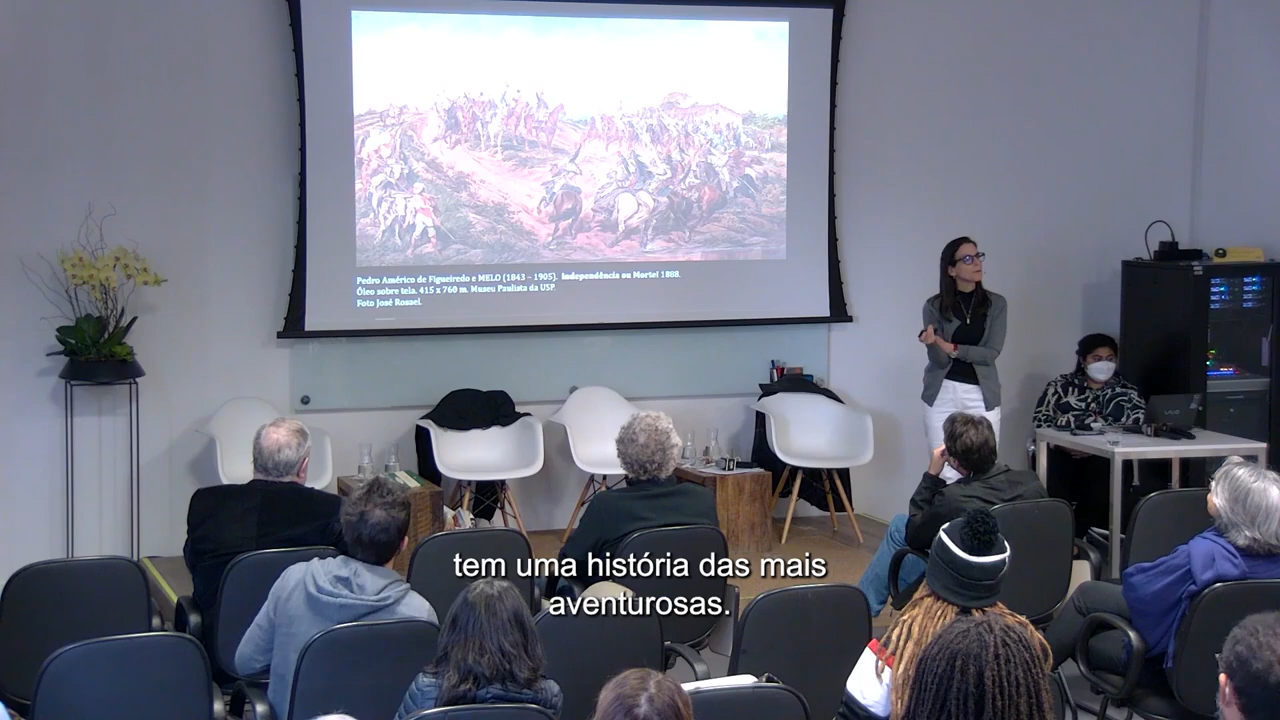 Pedro Américo de Figueiredo e MELO (1843 - 1905). Independência ou Morte! 1888.
Óleo sobre tela. 415 x 760 m. Museu Paulista da USP.
Foto José Rosael.
VAIO
tem uma história das mais
aventurosas.